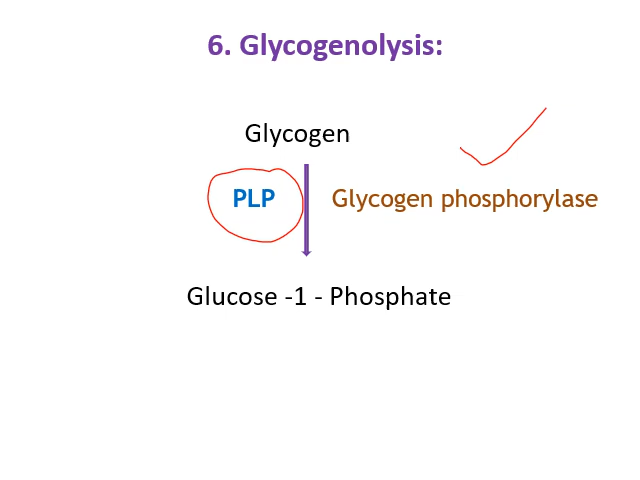 6. Glycogenolysis:
Glycogen
PLP Glycogen phosphorylase
Glucose -1 - Phosphate